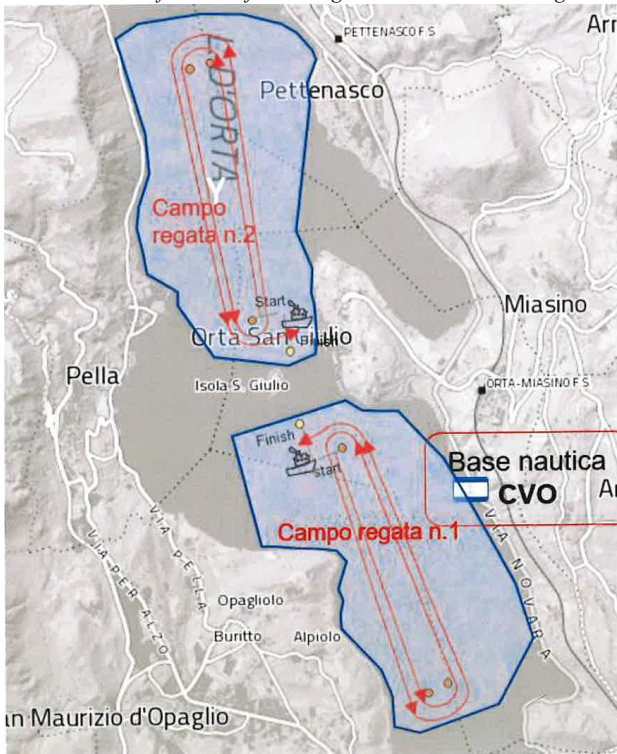 PETTENASCO F.S
Arr
Pettenasco
L. D'ORTA
Campo
regata n.2
Start
Miasino
Orta San Giulio
Finish
Pella
Isola S. Giulio
ORTA-MIASINO F.S
Finish
start
Base nautica
CVO
Ar
Campo regata n.1
VIA NOVARA
VIA PELLA
VIA PER ALZO
Opagliolo
Buritto
Alpiolo
an Maurizio d'Opaglio